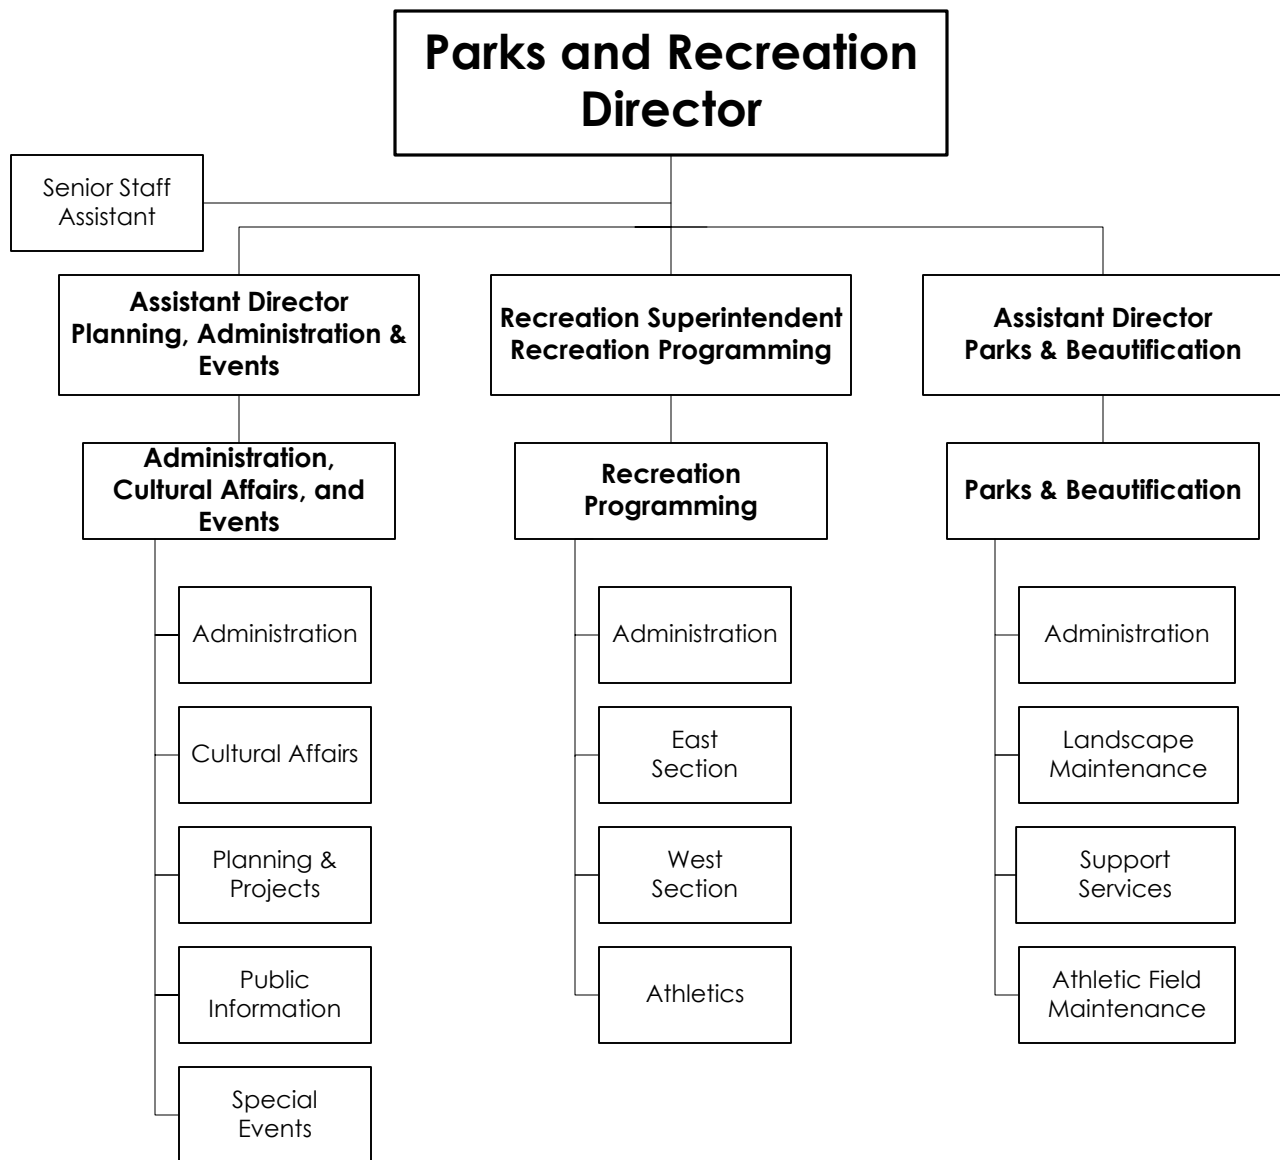 Parks and Recreation
Director
Senior Staff
Assistant
Assistant Director
Planning, Administration &
Events
Recreation Superintendent
Recreation Programming
Assistant Director
Parks & Beautification
Administration,
Cultural Affairs, and
Events
Recreation
Programming
Parks & Beautification
Administration
Cultural Affairs
Planning &
Projects
Public
Information
Special
Events
Administration
East
Section
West
Section
Athletics
Administration
Landscape
Maintenance
Support
Services
Athletic Field
Maintenance